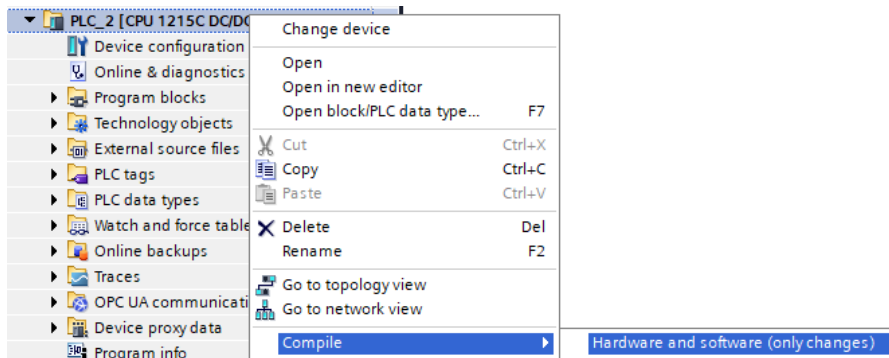 PLC_2 [CPU 1215C DC/DC
Device configuration
Online & diagnostics
Program blocks
Technology objects
External source files
PLC tags
PLC data types
Watch and force table
Online backups
Traces
OPC UA communicati
Device proxy data
Program info
Change device
Open
Open in new editor
Open block/PLC data type... F7
Cut Ctrl+X
Copy Ctrl+C
Paste Ctrl+V
Delete Del
Rename F2
Go to topology view
Go to network view
Compile
Hardware and software (only changes)